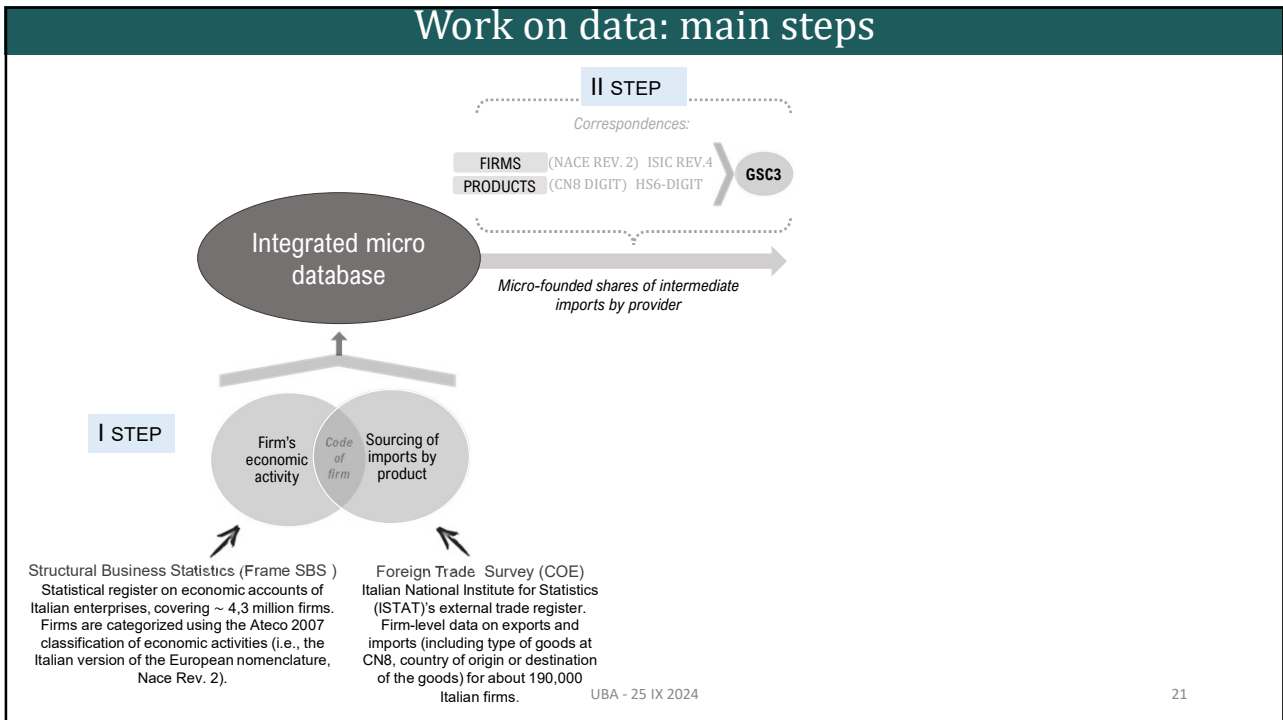 Work on data: main steps
II STEP
Correspondences:
FIRMS (NACE REV. 2) ISIC REV.4
PRODUCTS (CN8 DIGIT) HS6-DIGIT
GSC3
Integrated micro
database
Micro-founded shares of intermediate
imports by provider
I STEP
Firm's
economic
activity
Code
of
firm
Sourcing of
imports by
product
Structural Business Statistics (Frame SBS )
Statistical register on economic accounts of
Italian enterprises, covering ~ 4,3 million firms.
Firms are categorized using the Ateco 2007
classification of economic activities (i.e., the
Italian version of the European nomenclature,
Nace Rev. 2).
Foreign Trade Survey (COE)
Italian National Institute for Statistics
(ISTAT)'s external trade register.
Firm-level data on exports and
imports (including type of goods at
CN8, country of origin or destination
of the goods) for about 190,000
Italian firms.
UBA - 25 IX 2024
21